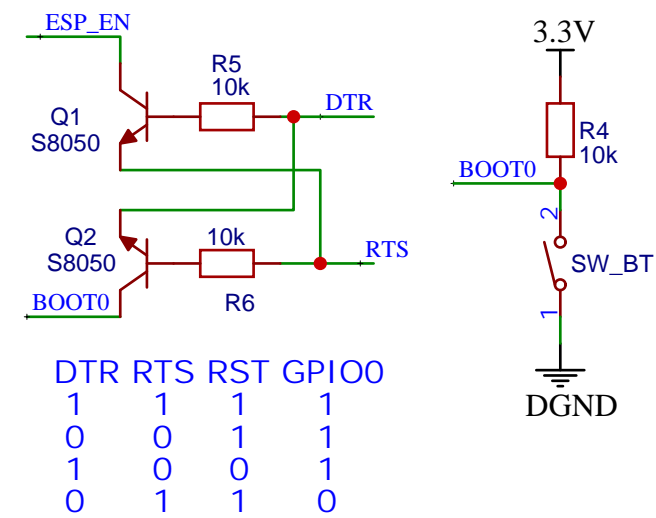 ESP_EN
R5
10k
DTR
Q1
S8050
Q2
S8050
10k
RTS
BOOT0
R6
3.3V
R4
10k
BOOT0
2
SW_BT
1
DGND
DTR RTS RST GPIO0
1 1 1 1
0 0 1 1
1 0 0 1
0 1 1 0